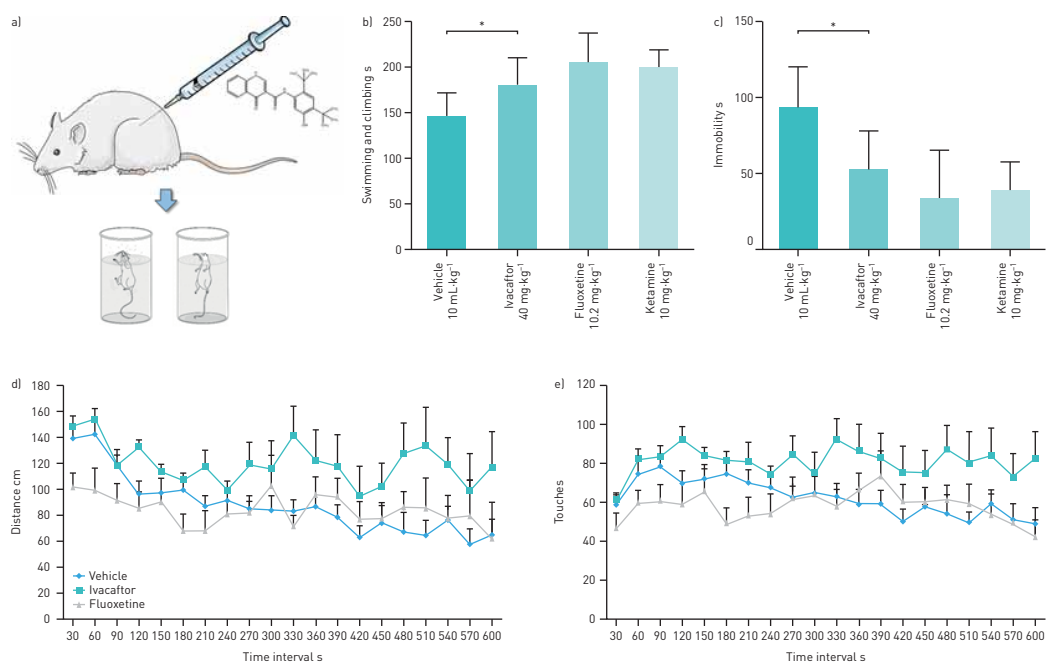 a)
b)
c)
Swimming and climbing s
250
200
150
100
50
0
*
Vehicle
10 mL·kg⁻¹
Ivacaftor
40 mg·kg⁻¹
Fluoxetine
10.2 mg·kg⁻¹
Ketamine
10 mg·kg⁻¹
Immobility s
150
100
50
0
*
Vehicle
10 mL·kg⁻¹
Ivacaftor
40 mg·kg⁻¹
Fluoxetine
10.2 mg·kg⁻¹
Ketamine
10 mg·kg⁻¹
d)
Distance cm
180
160
140
120
100
80
60
40
20
0
Vehicle
Ivacaftor
Fluoxetine
30 60 90 120 150 180 210 240 270 300 330 360 390 420 450 480 510 540 570 600
Time interval s
e)
Touches
120
100
80
60
40
20
0
30 60 90 120 150 180 210 240 270 300 330 360 390 420 450 480 510 540 570 600
Time interval s